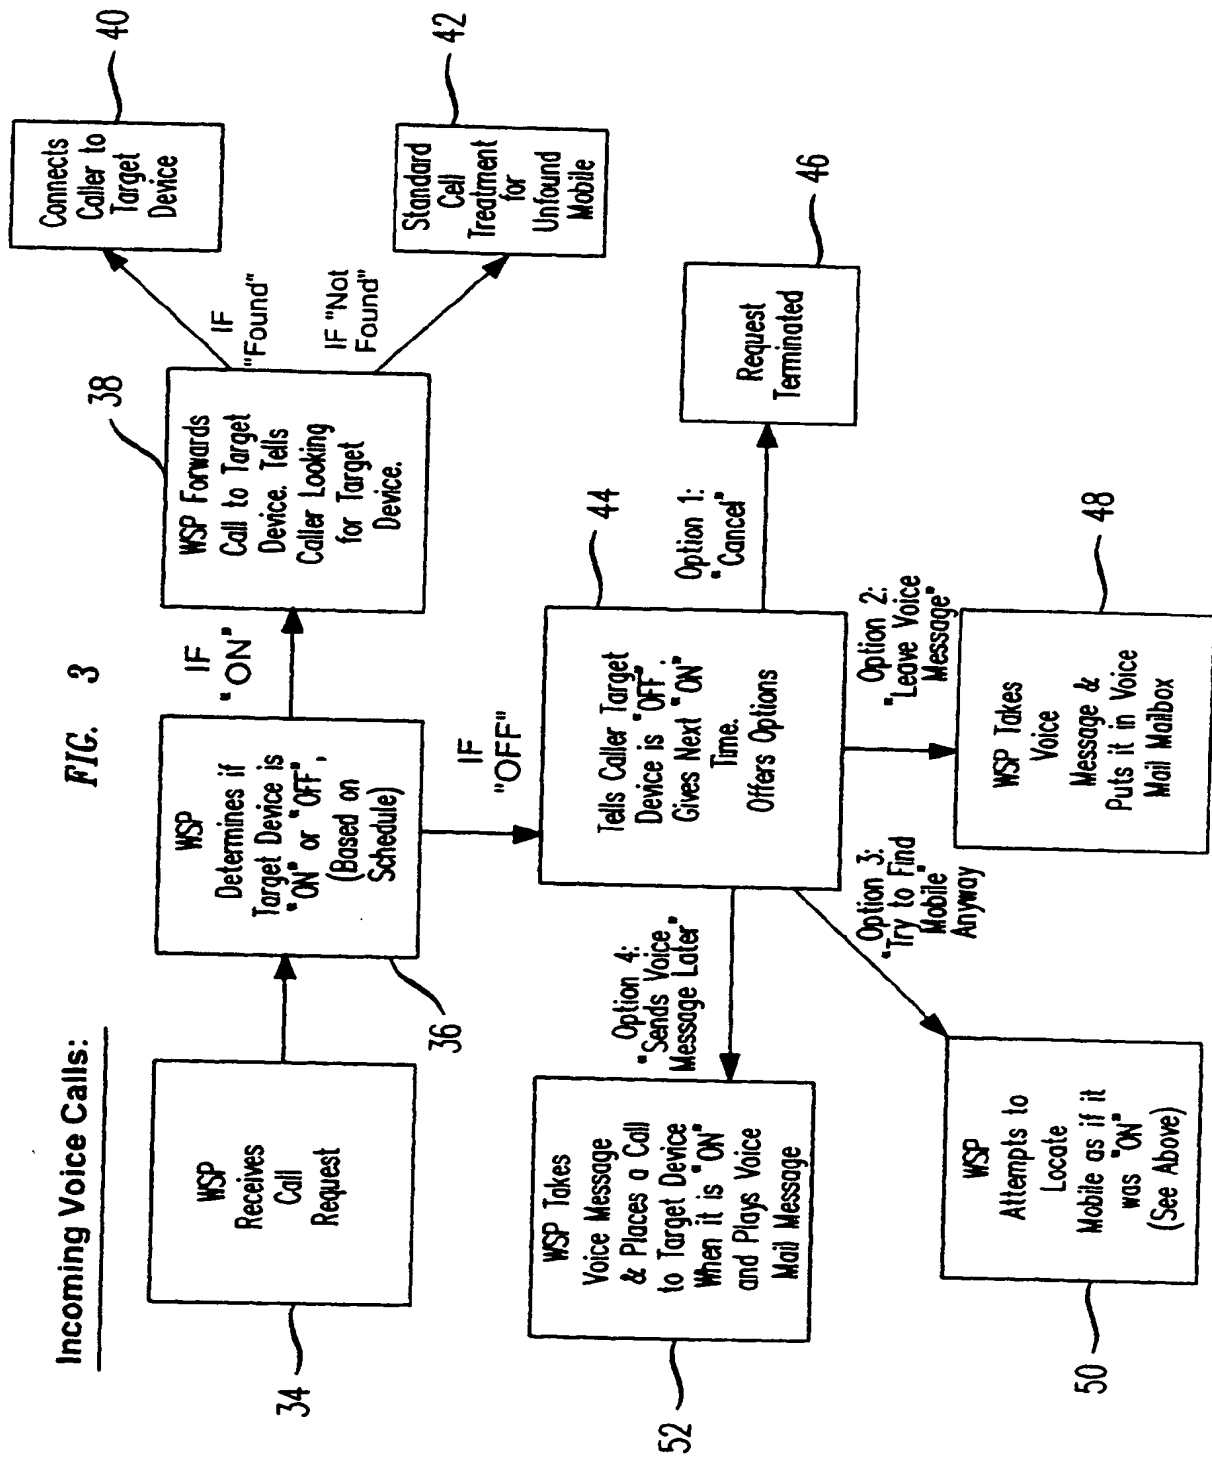 FIG. 3
Incoming Voice Calls:
WSP
Receives
Call
Request
34
WSP
Determines if
Target Device is
"ON" or "OFF",
(Based on
Schedule)
36
IF
"ON"
WSP Forwards
Call to Target
Device. Tells
Caller Looking
for Target
Device.
38
IF
"Found"
Connects
Caller to
Target
Device
40
IF "Not
Found"
Standard
Cell
Treatment
for
Unfound
Mobile
42
IF
"OFF"
Tells Caller Target
Device is "OFF".
Gives Next "ON"
Time.
Offers Options
44
Option 1:
"Cancel"
Request
Terminated
46
Option 2:
"Leave Voice
Message"
WSP Takes
Voice
Message &
Puts it in Voice
Mail Mailbox
48
Option 3:
"Try to Find
Mobile"
Anyway
WSP
Attempts to
Locate
Mobile as if it
was "ON"
(See Above)
50
Option 4:
"Sends Voice
Message Later"
WSP Takes
Voice Message
& Places a Call
to Target Device
When it is "ON"
and Plays Voice
Mail Message
52